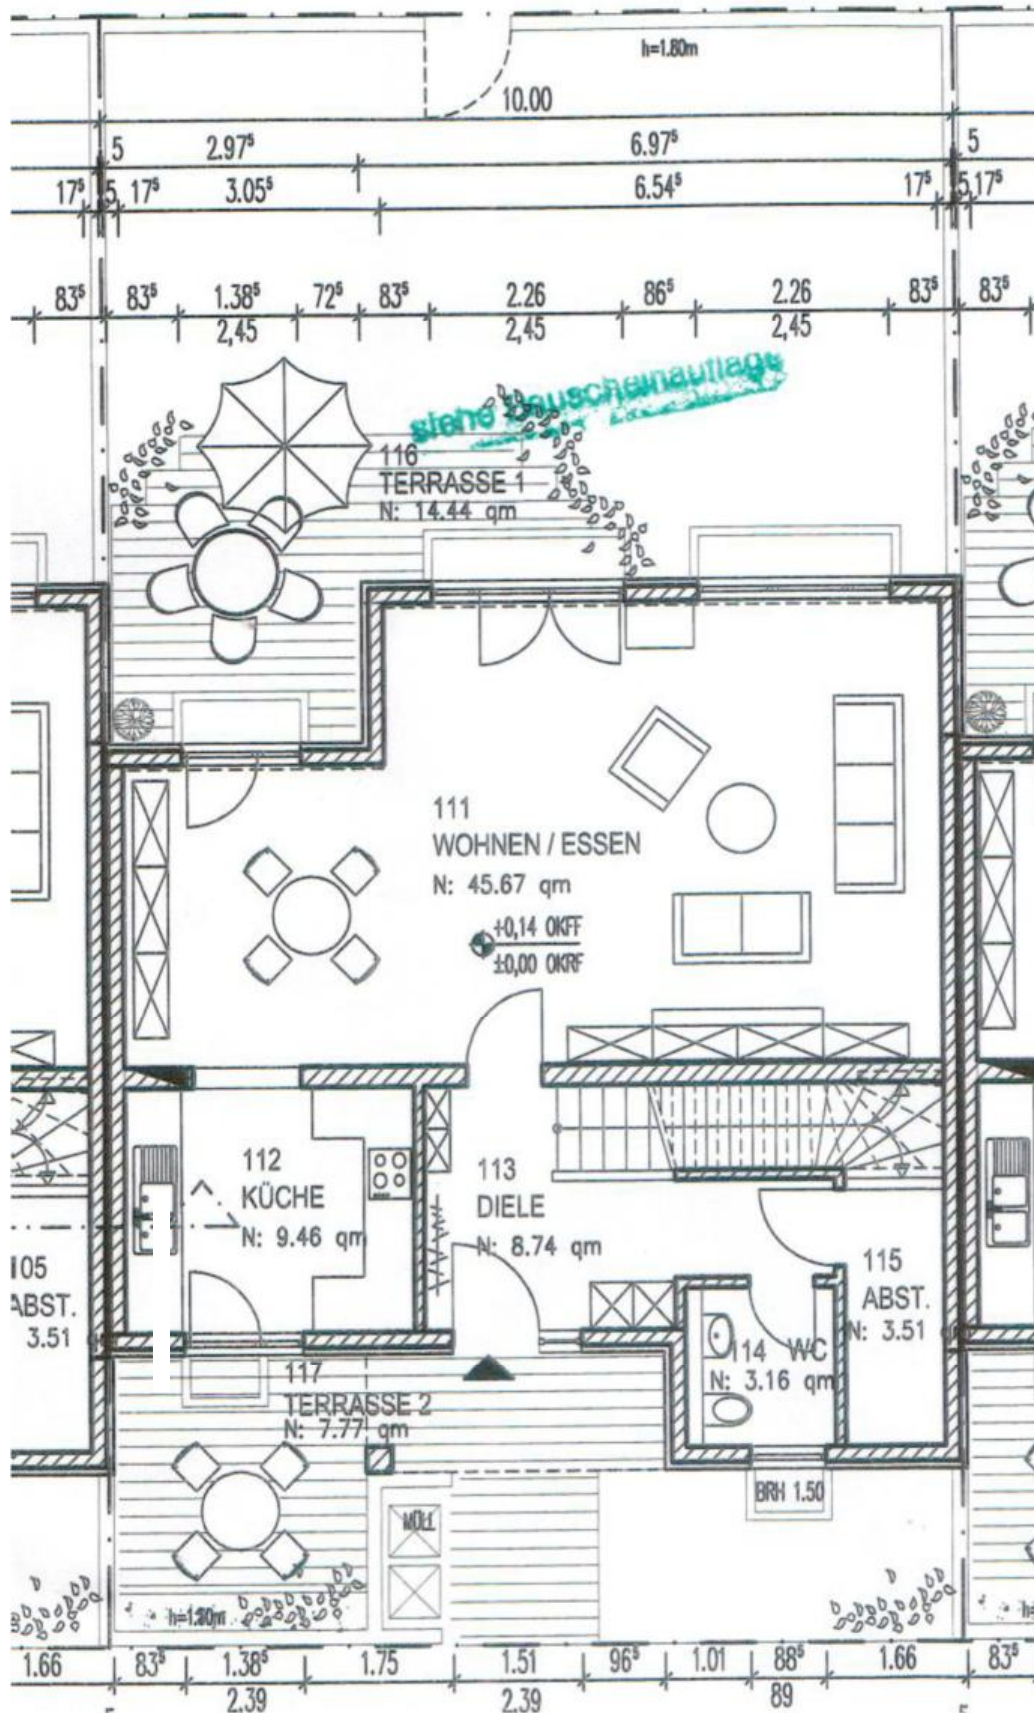 h=1.80m
10.00
5 2.97⁵ 6.97⁵ 5
17⁵ 5 17⁵ 3.05⁵ 6.54⁵ 17⁵ 5 17⁵
83⁵ 83⁵ 1.38⁵ 72⁵ 83⁵ 2.26 86⁵ 2.26 83⁵ 83⁵
2,45 2,45 2,45
siehe Bauscheinauflage
116
TERRASSE 1
N: 14.44 qm
111
WOHNEN / ESSEN
N: 45.67 qm
+0,14 OKFF
±0,00 OKRF
112
KÜCHE
N: 9.46 qm
113
DIELE
N: 8.74 qm
105
ABST.
3.51
115
ABST.
N: 3.51 qm
114 WC
N: 3.16 qm
117
TERRASSE 2
N: 7.77 qm
BRH 1.50
MÜLL
h=1.80m
1.66 83⁵ 1.38⁵ 1.75 1.51 96⁵ 1.01 88⁵ 1.66 83⁵
2.39 2.39 89